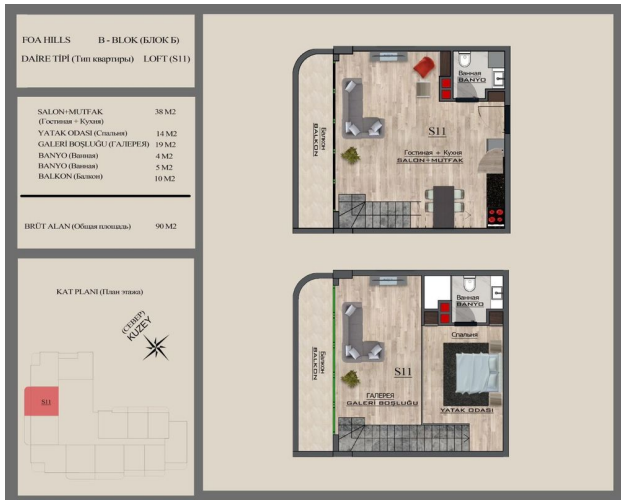 FOA HILLS B - BLOK (БЛОК Б)
DAİRE TİPİ (Тип квартиры) LOFT (S11)
SALON+MUTFAK 38 M2
(Гостиная + Кухня)
YATAK ODASI (Спальня) 14 M2
GALERİ BOŞLUĞU (ГАЛЕРЕЯ) 19 M2
BANYO (Ванная) 4 M2
BANYO (Ванная) 5 M2
BALKON (Балкон) 10 M2
BRÜT ALAN (Общая площадь) 90 M2
KAT PLANI (План этажа)
(СЕВЕР)
KUZEY
S11
Ванная
BANYO
S11
Гостиная + Кухня
SALON+MUTFAK
Балкон
BALKON
Ванная
BANYO
Спальня
S11
ГАЛЕРЕЯ
GALERİ BOŞLUĞU
YATAK ODASI
Балкон
BALKON